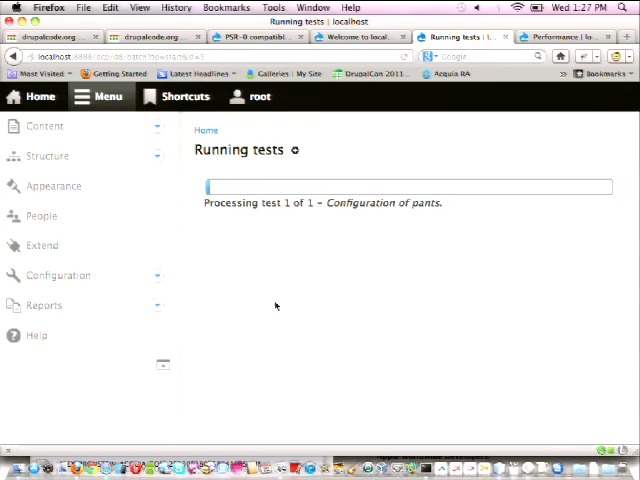 Firefox File Edit View History Bookmarks Tools Window Help Wed 1:27 PM
Running tests | localhost
drupalcode.org ... drupalcode.org ... PSR-0 compatibi... Welcome to local... Running tests | l... Performance | lo...
localhost:8888/ Google
Most Visited Getting Started Latest Headlines Galleries | My Site DrupalCon 2011... Acquia RA Bookmarks
Home Menu Shortcuts root
Home
Running tests
Processing test 1 of 1 - Configuration of pants.
Content
Structure
Appearance
People
Extend
Configuration
Reports
Help